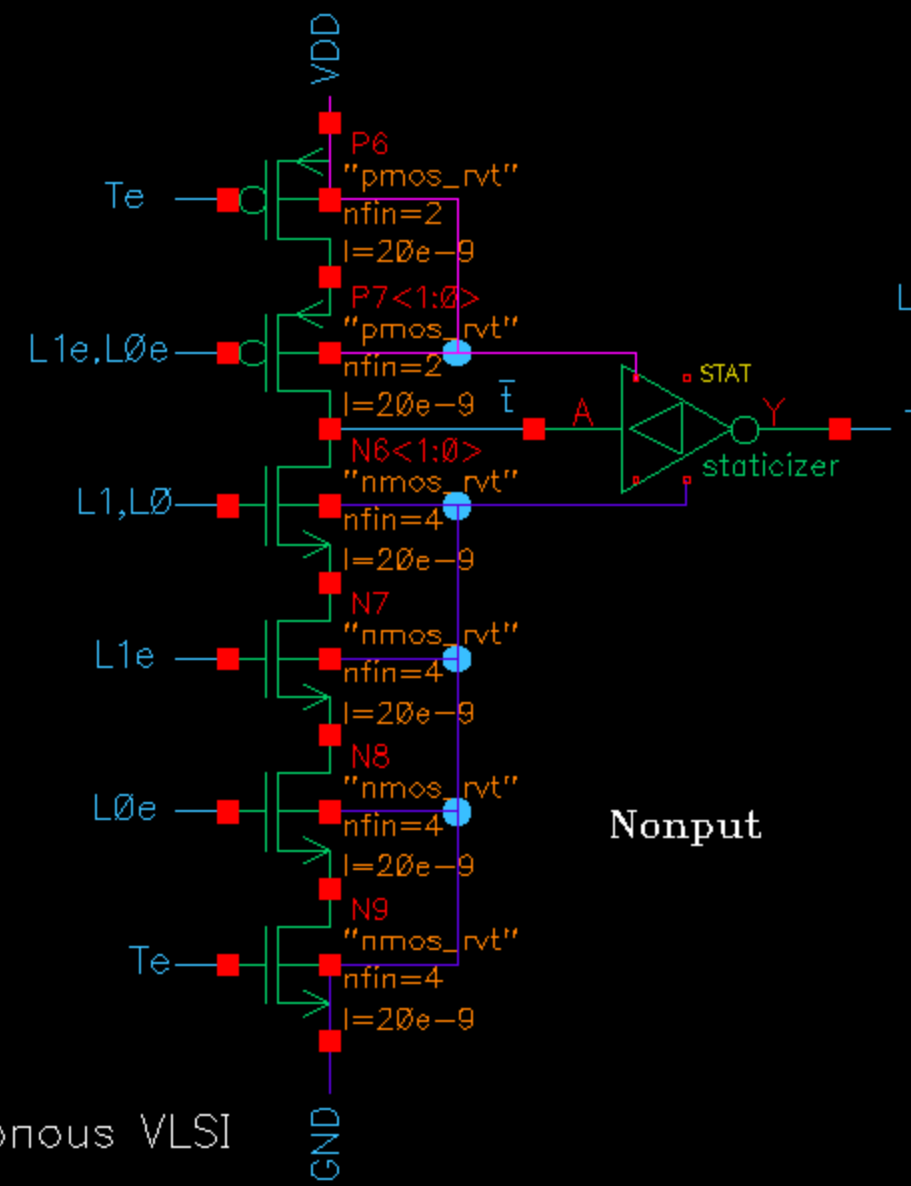 VDD
P6
"pmos_rvt"
Te
nfin=2
l=20e-9
P7<1:0>
L
"pmos_rvt"
L1e,L0e
nfin=2
STAT
l=20e-9
t̅
A
Y
N6<1:0>
staticizer
"nmos_rvt"
L1,L0
nfin=4
l=20e-9
N7
"nmos_rvt"
L1e
nfin=4
l=20e-9
N8
"nmos_rvt"
L0e
nfin=4
Nonput
l=20e-9
N9
"nmos_rvt"
Te
nfin=4
l=20e-9
onous VLSI
GND